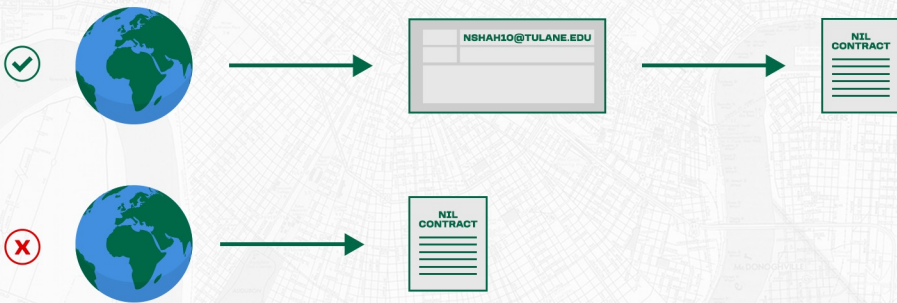 NSHAH10@TULANE.EDU
NIL
CONTRACT
X
NIL
CONTRACT